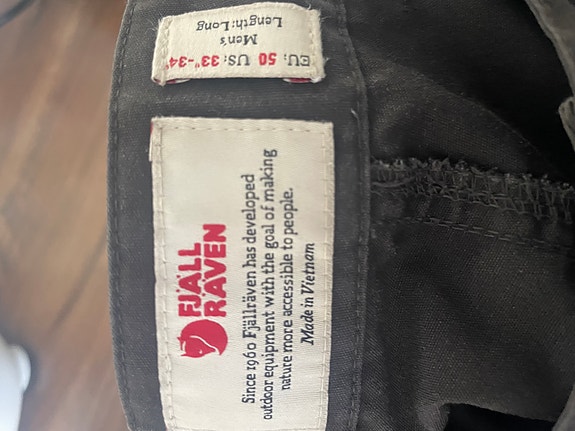 EU: 50 US: 33"-34"
Men's
Length: Long
FJÄLL
RÄVEN
Since 1960 Fjällräven has developed
outdoor equipment with the goal of making
nature more accessible to people.
Made in Vietnam